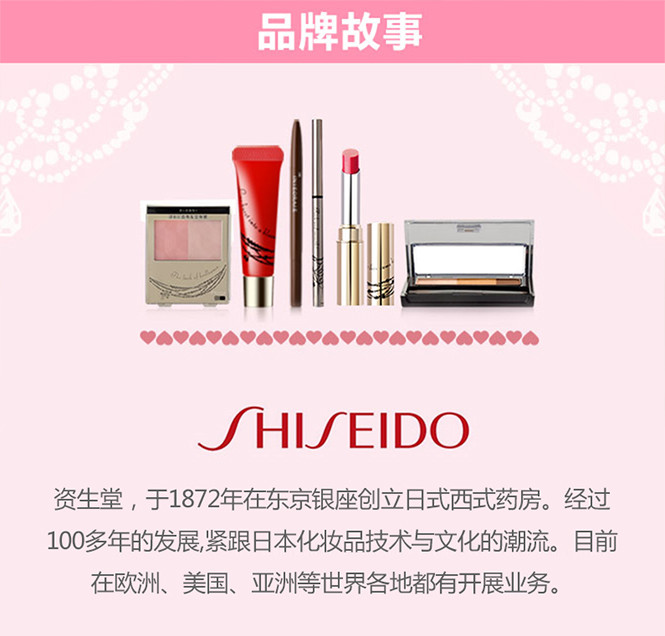 品牌故事
SHISEIDO
资生堂，于1872年在东京银座创立日式西式药房。经过
100多年的发展,紧跟日本化妆品技术与文化的潮流。目前
在欧洲、美国、亚洲等世界各地都有开展业务。